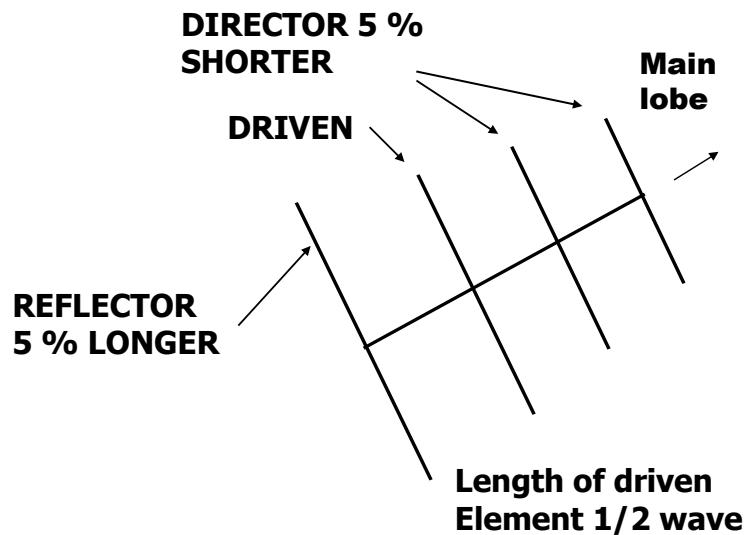 DIRECTOR 5 %
SHORTER
Main
lobe
DRIVEN
REFLECTOR
5 % LONGER
Length of driven
Element 1/2 wave